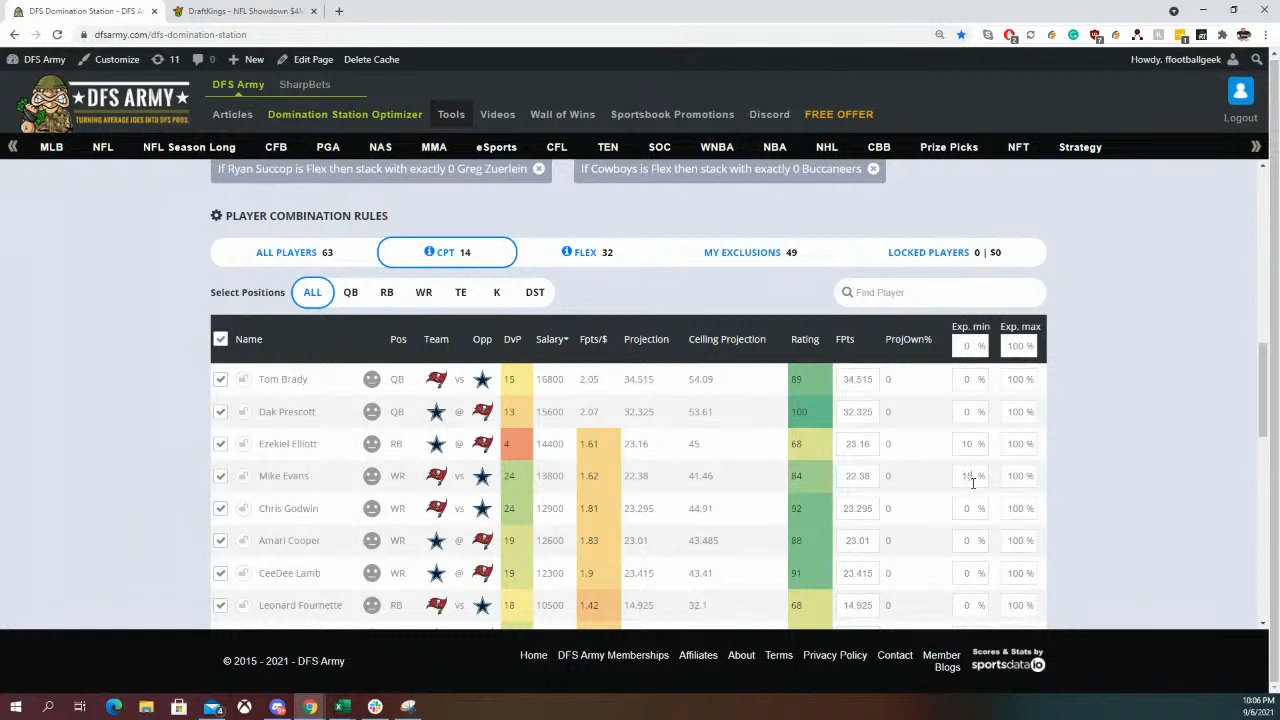 DFS Domination Station - DFS A
DraftKings - NFL Showdown $4M
dfsarmy.com/dfs-domination-station
DFS Army Customize 11 0 New Edit Page Delete Cache Howdy, ffootballgeek
DFS ARMY
TURNING AVERAGE JOES INTO DFS PROS.
DFS Army SharpBets
Articles Domination Station Optimizer Tools Videos Wall of Wins Sportsbook Promotions Discord FREE OFFER
Logout
MLB NFL NFL Season Long CFB PGA NAS MMA eSports CFL TEN SOC WNBA NBA NHL CBB Prize Picks NFT Strategy
If Ryan Succop is Flex then stack with exactly 0 Greg Zuerlein
If Cowboys is Flex then stack with exactly 0 Buccaneers
PLAYER COMBINATION RULES
ALL PLAYERS 63 CPT 14 FLEX 32 MY EXCLUSIONS 49 LOCKED PLAYERS 0 | $0
Select Positions ALL QB RB WR TE K DST Find Player
Name Pos Team Opp DvP Salary Fpts/$ Projection Ceiling Projection Rating FPts ProjOwn% Exp. min 0 % Exp. max 100 %
Tom Brady QB vs 15 16800 2.05 34.515 54.09 89 34.515 0 0 % 100 %
Dak Prescott QB @ 13 15600 2.07 32.325 53.61 100 32.325 0 0 % 100 %
Ezekiel Elliott RB @ 4 14400 1.61 23.16 45 68 23.16 0 10 % 100 %
Mike Evans WR vs 24 13800 1.62 22.38 41.46 84 22.38 0 15 % 100 %
Chris Godwin WR vs 24 12900 1.81 23.295 44.91 92 23.295 0 0 % 100 %
Amari Cooper WR @ 19 12600 1.83 23.01 43.485 88 23.01 0 0 % 100 %
CeeDee Lamb WR @ 19 12300 1.9 23.415 43.41 91 23.415 0 0 % 100 %
Leonard Fournette RB vs 18 10500 1.42 14.925 32.1 68 14.925 0 0 % 100 %
© 2015 - 2021 - DFS Army
Home DFS Army Memberships Affiliates About Terms Privacy Policy Contact Member Blogs
Scores & Stats by
sportsdataio
10:06 PM
9/6/2021